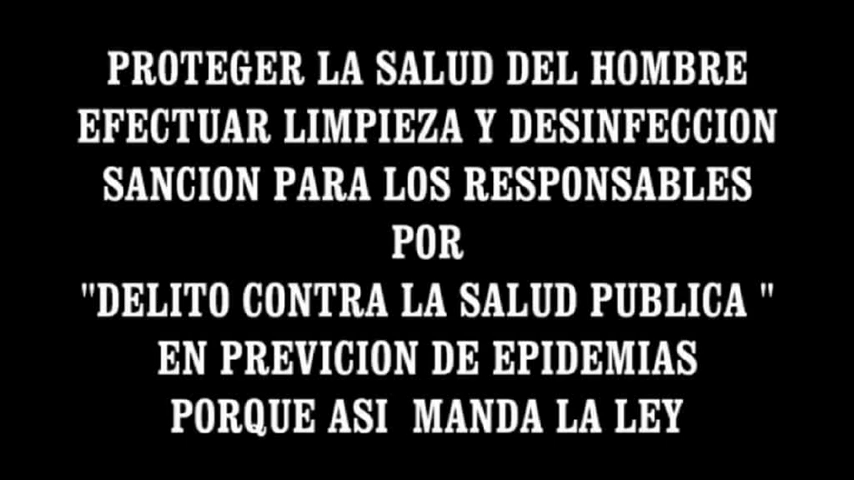 PROTEGER LA SALUD DEL HOMBRE
EFECTUAR LIMPIEZA Y DESINFECCION
SANCION PARA LOS RESPONSABLES
POR
"DELITO CONTRA LA SALUD PUBLICA "
EN PREVICION DE EPIDEMIAS
PORQUE ASI  MANDA LA LEY